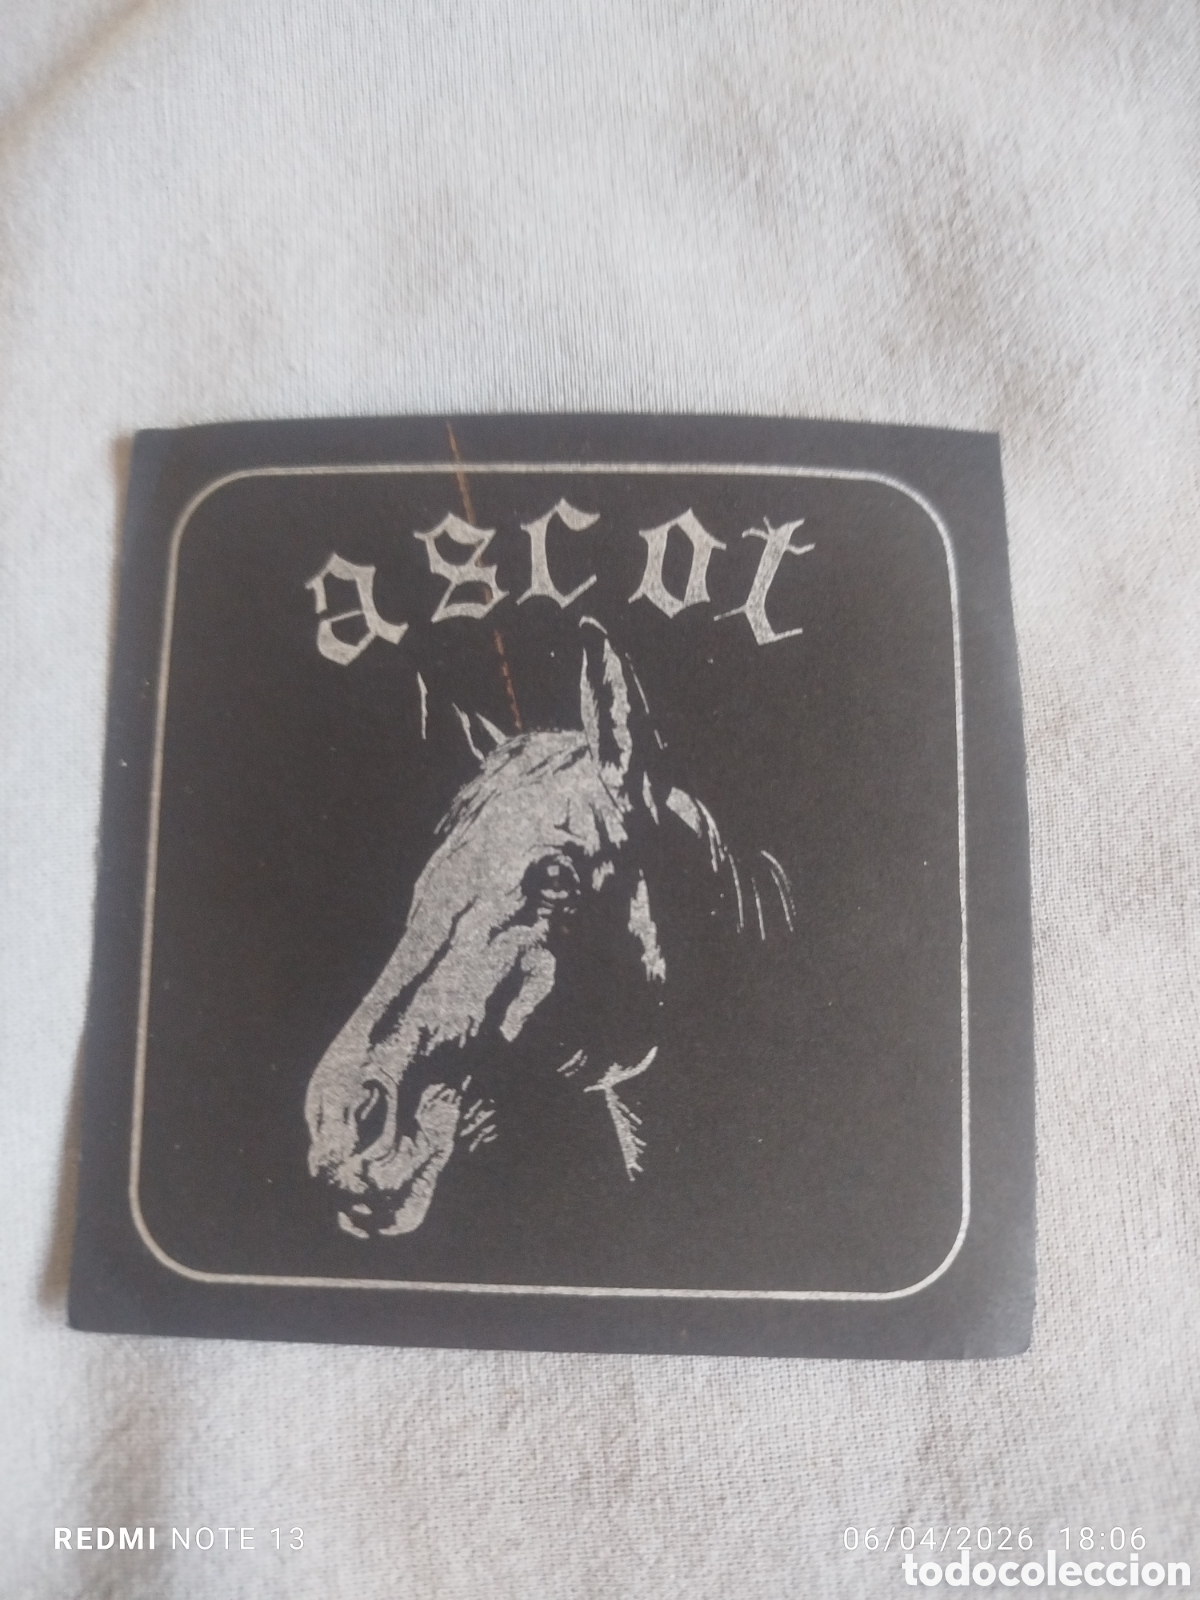 ascot
REDMI NOTE 13
06/04/2026 18:06
todocoleccion